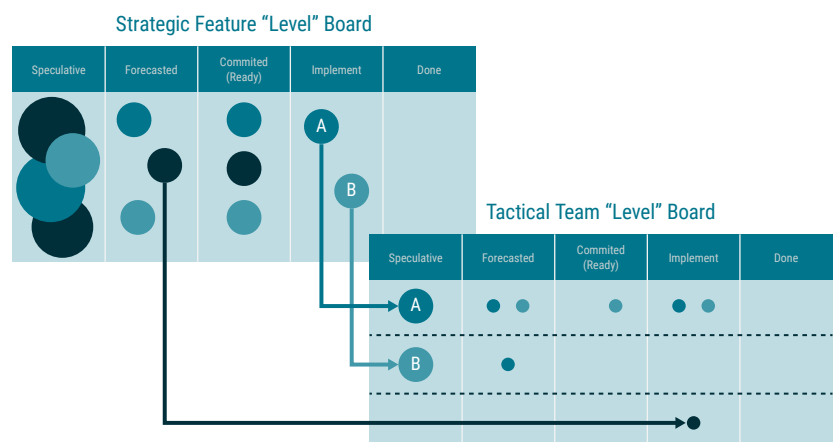 Strategic Feature “Level” Board
Speculative
Forecasted
Commited
(Ready)
Implement
Done
A
B
Tactical Team “Level” Board
Speculative
Forecasted
Commited
(Ready)
Implement
Done
A
B